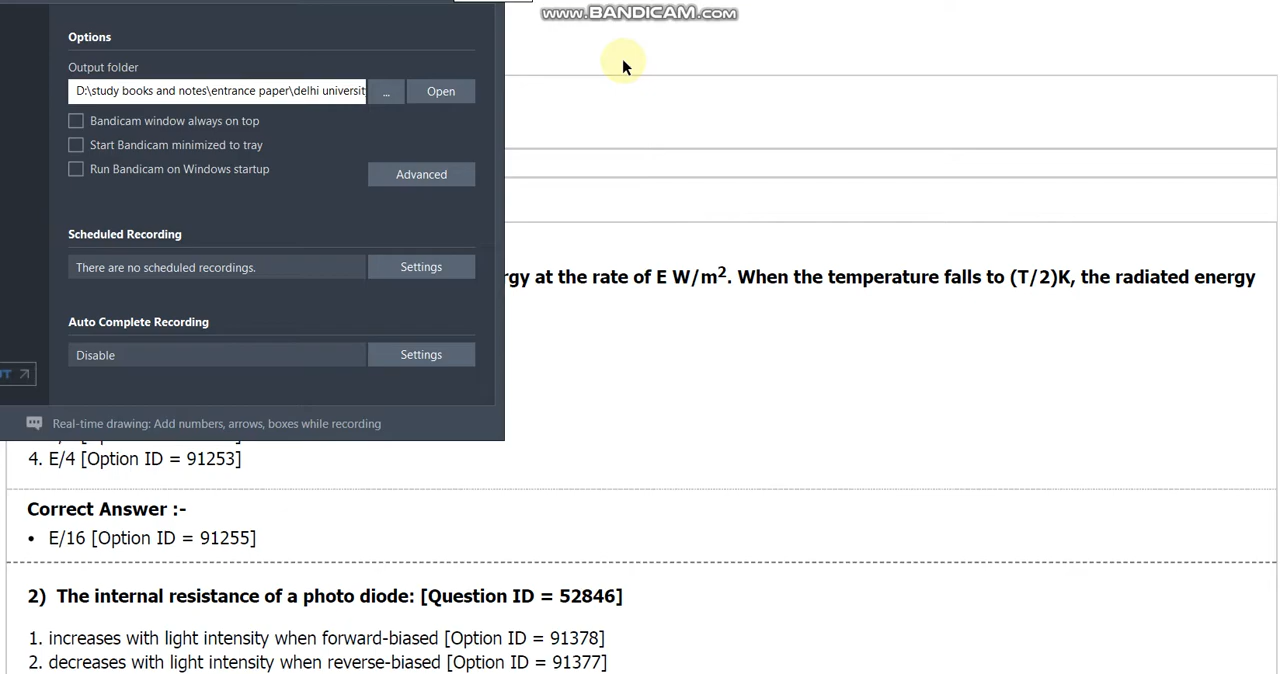 www.BANDICAM.com
Options
Output folder
D:\study books and notes\entrance paper\delhi universit
...
Open
Bandicam window always on top
Start Bandicam minimized to tray
Run Bandicam on Windows startup
Advanced
Scheduled Recording
There are no scheduled recordings.
Settings
Auto Complete Recording
Disable
Settings
Real-time drawing: Add numbers, arrows, boxes while recording
rgy at the rate of E W/m². When the temperature falls to (T/2)K, the radiated energy
4. E/4 [Option ID = 91253]
Correct Answer :-
• E/16 [Option ID = 91255]
2) The internal resistance of a photo diode: [Question ID = 52846]
1. increases with light intensity when forward-biased [Option ID = 91378]
2. decreases with light intensity when reverse-biased [Option ID = 91377]